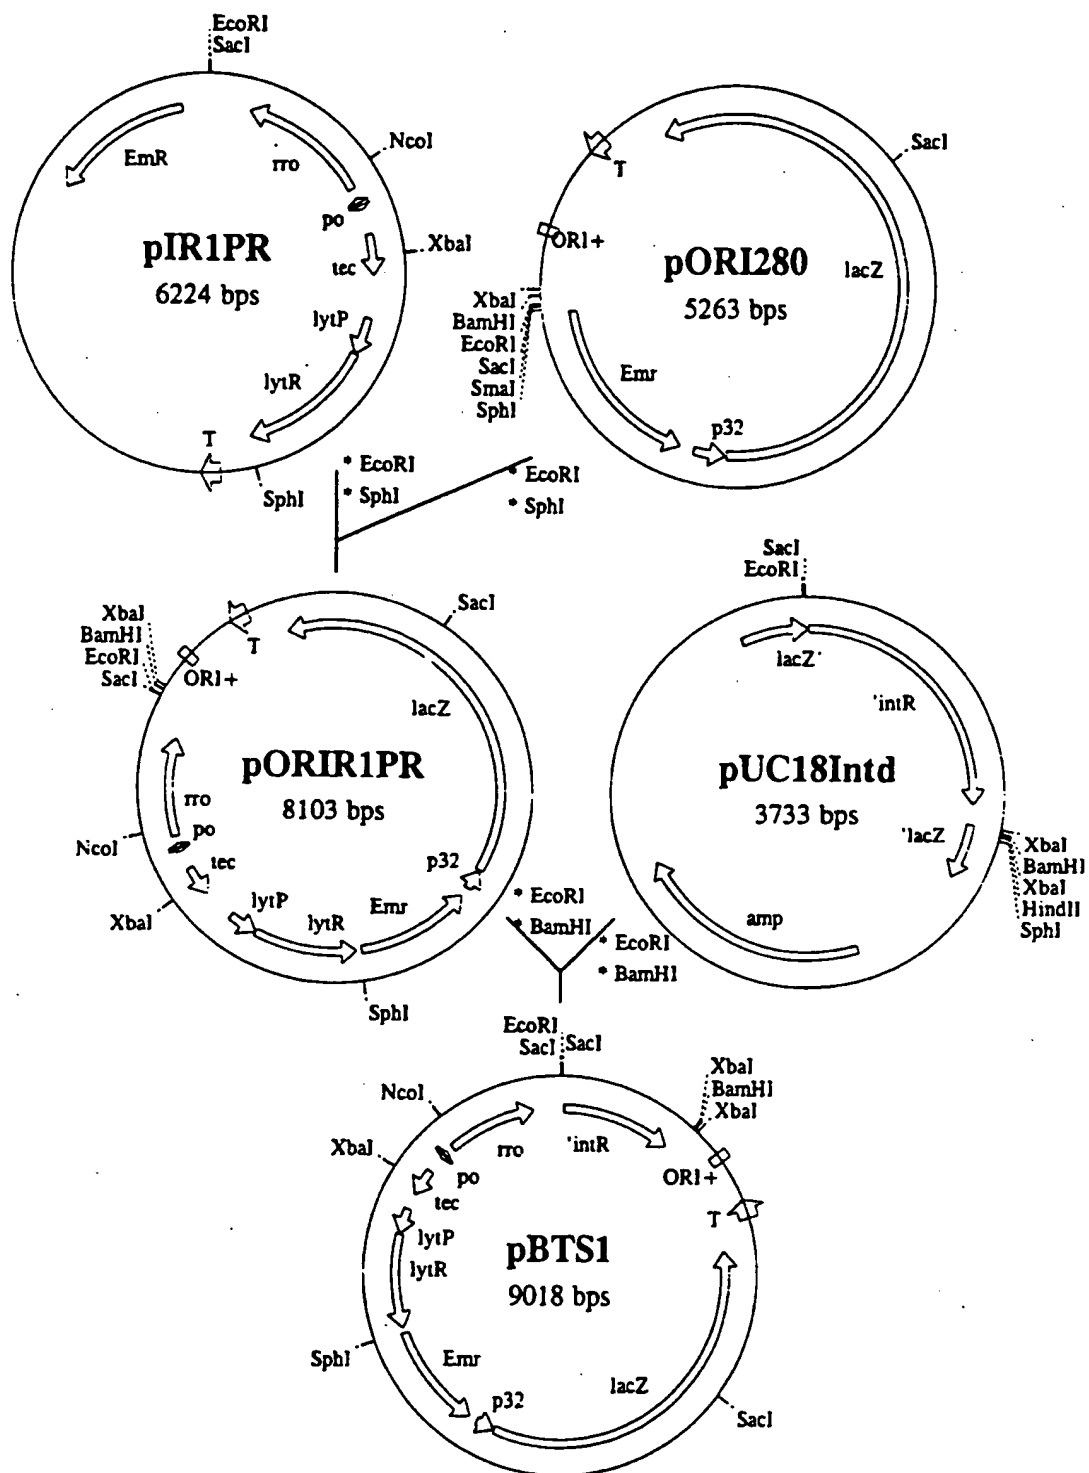 EcoRI
SacI
NcoI
EmR
rro
po
pIR1PR
6224 bps
XbaI
tec
lytP
lytR
T
SphI
SacI
T
ORI+
pORI280
5263 bps
lacZ
XbaI
BamHI
EcoRI
SacI
SmaI
SphI
Emr
p32
* EcoRI
* SphI
* EcoRI
* SphI
XbaI
BamHI
EcoRI
SacI
T
ORI+
SacI
lacZ
pORIR1PR
8103 bps
rro
po
NcoI
tec
XbaI
lytP
lytR
Emr
p32
SphI
SacI
EcoRI
lacZ'
'intR
pUC18Intd
3733 bps
'lacZ
XbaI
BamHI
XbaI
HindII
SphI
amp
* EcoRI
* BamHI
* EcoRI
* BamHI
EcoRI
SacI
SacI
XbaI
BamHI
XbaI
NcoI
XbaI
rro
'intR
po
ORI+
tec
T
lytP
lytR
pBTS1
9018 bps
SphI
Emr
p32
lacZ
SacI